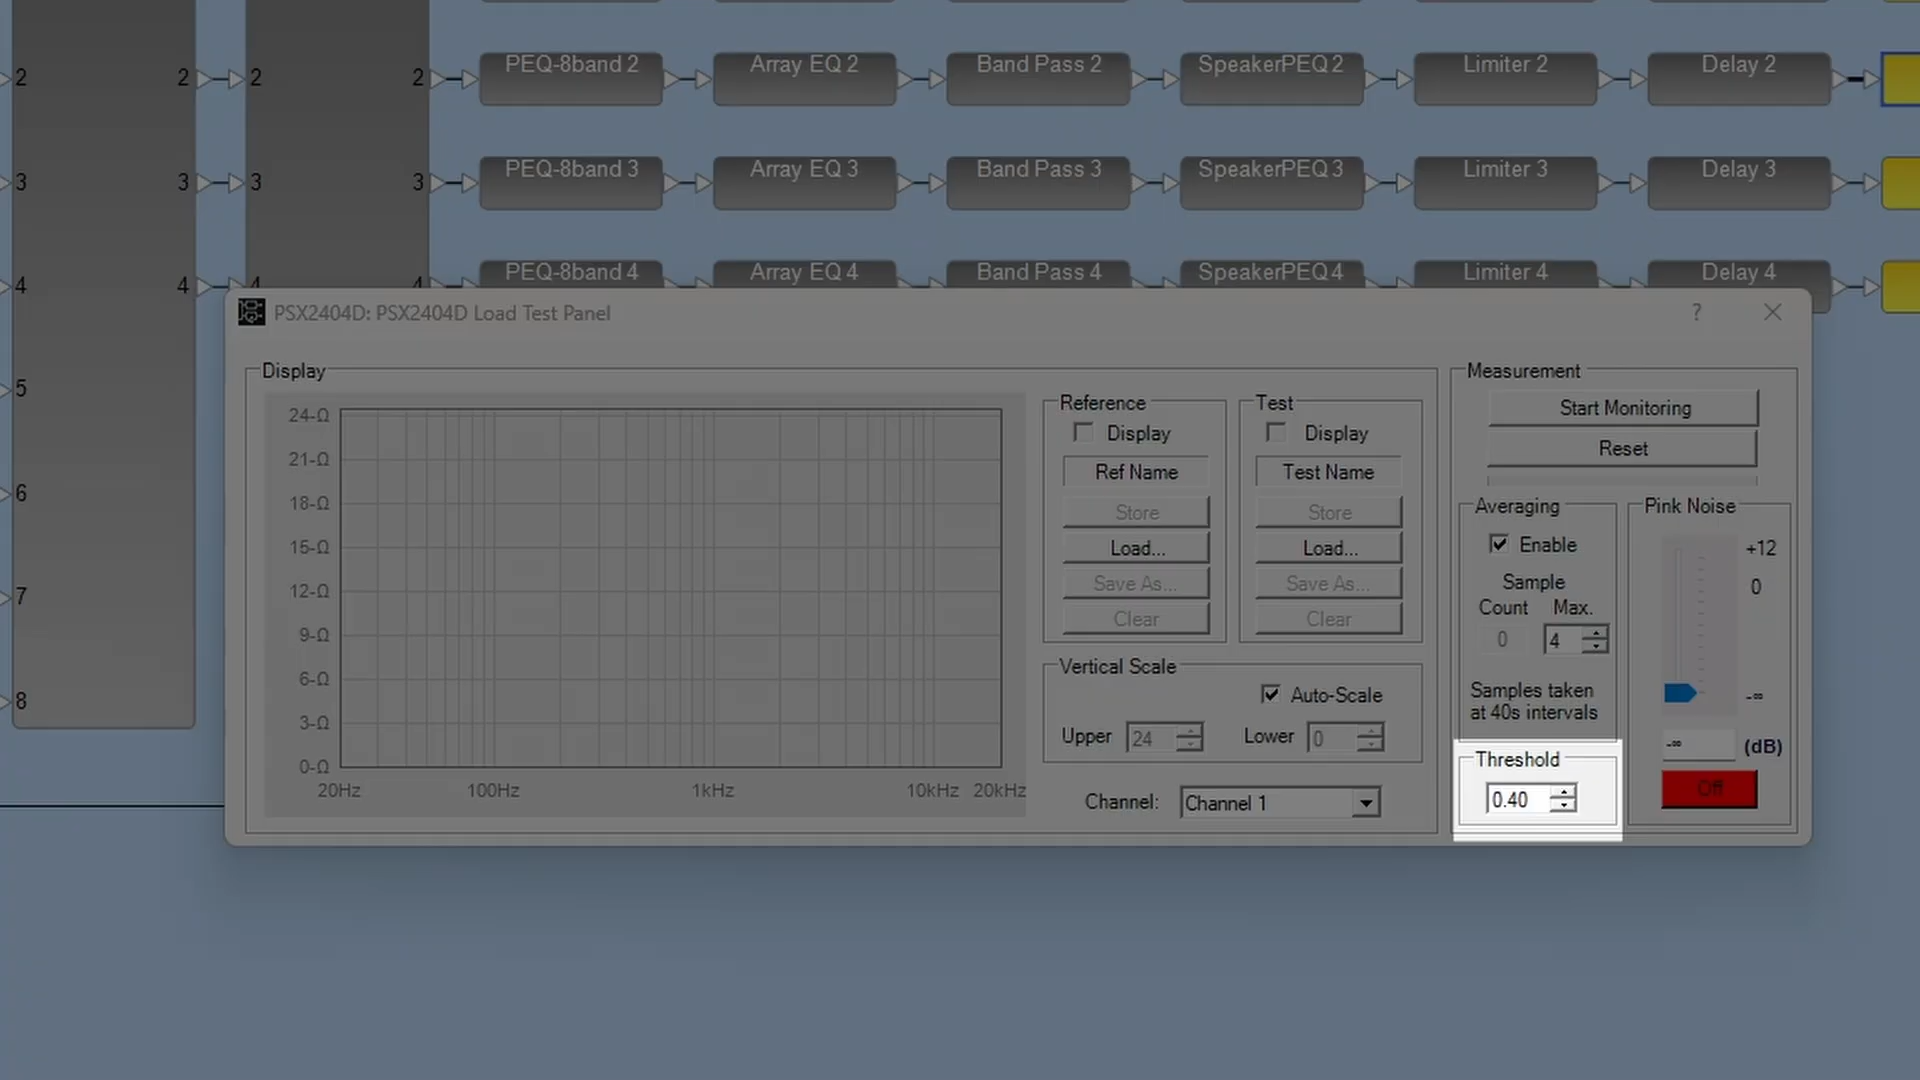 2 2 2 2 PEQ-8band 2 Array EQ 2 Band Pass 2 SpeakerPEQ 2 Limiter 2 Delay 2
3 3 3 3 PEQ-8band 3 Array EQ 3 Band Pass 3 SpeakerPEQ 3 Limiter 3 Delay 3
4 4 4 4 PEQ-8band 4 Array EQ 4 Band Pass 4 SpeakerPEQ 4 Limiter 4 Delay 4
5
6
7
8
PSX2404D: PSX2404D Load Test Panel ?
Display
24-Ω
21-Ω
18-Ω
15-Ω
12-Ω
9-Ω
6-Ω
3-Ω
0-Ω
20Hz 100Hz 1kHz 10kHz 20kHz
Reference
Display
Ref Name
Store
Load...
Save As...
Clear
Test
Display
Test Name
Store
Load...
Save As...
Clear
Vertical Scale
Auto-Scale
Upper 24 Lower 0
Channel: Channel 1
Measurement
Start Monitoring
Reset
Averaging
Enable
Sample
Count Max.
0 4
Samples taken
at 40s intervals
Threshold
0.40
Pink Noise
+12
0
-∞
-∞ (dB)
Off